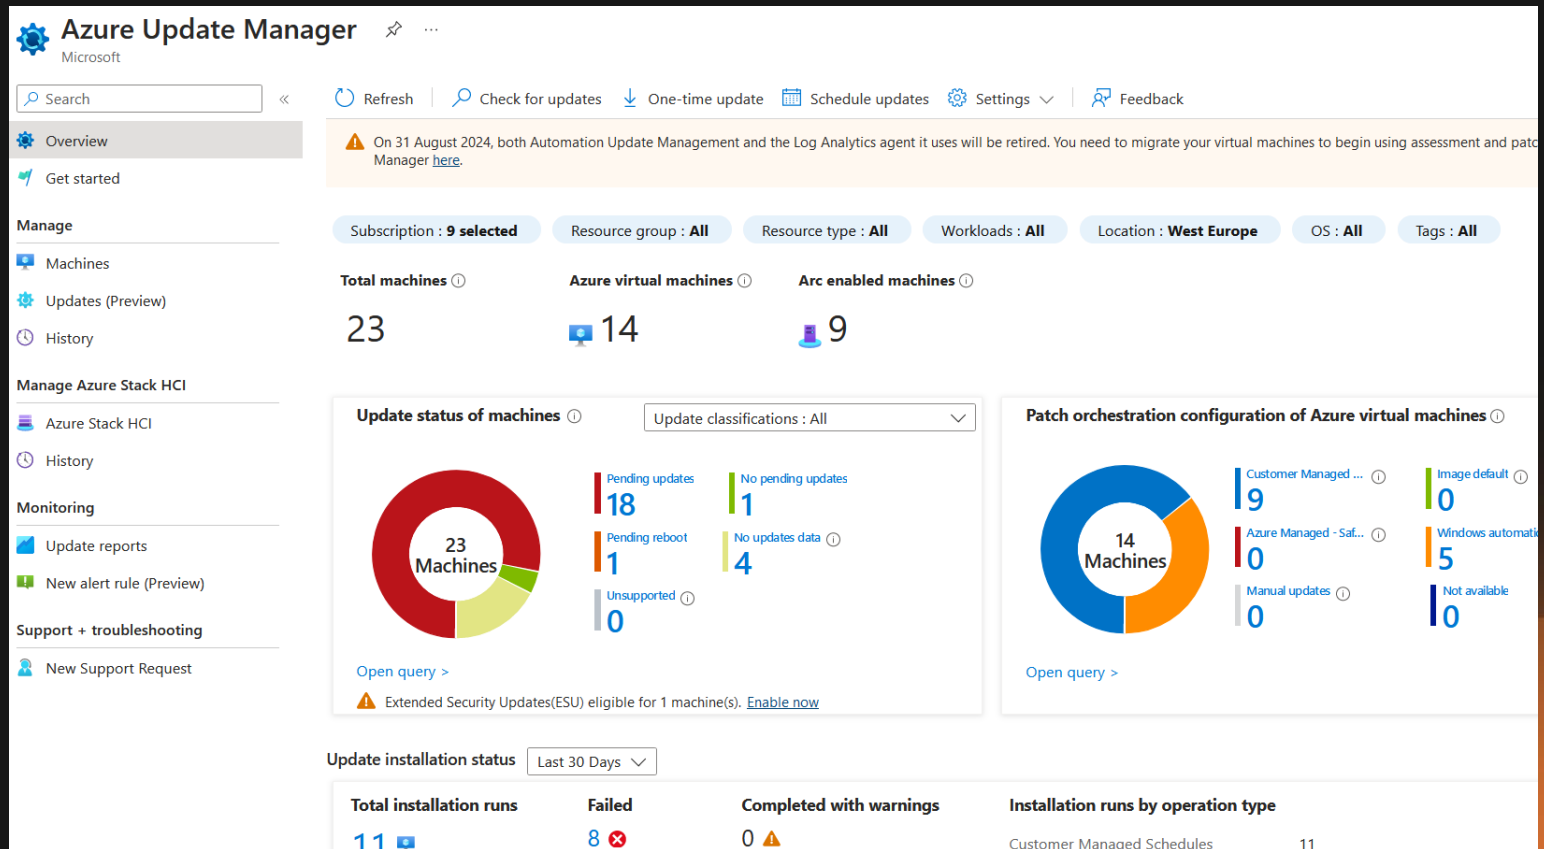 Azure Update Manager
...
Microsoft
Search
«
Refresh
Check for updates
One-time update
Schedule updates
Settings
Feedback
Overview
Get started
Manage
Machines
Updates (Preview)
History
Manage Azure Stack HCI
Azure Stack HCI
History
Monitoring
Update reports
New alert rule (Preview)
Support + troubleshooting
New Support Request
On 31 August 2024, both Automation Update Management and the Log Analytics agent it uses will be retired. You need to migrate your virtual machines to begin using assessment and patc
Manager here.
Subscription : 9 selected
Resource group : All
Resource type : All
Workloads : All
Location : West Europe
OS : All
Tags : All
Total machines
Azure virtual machines
Arc enabled machines
23
14
9
Update status of machines
Update classifications : All
23
Machines
Pending updates
18
No pending updates
1
Pending reboot
1
No updates data
4
Unsupported
0
Open query >
Extended Security Updates(ESU) eligible for 1 machine(s). Enable now
Patch orchestration configuration of Azure virtual machines
14
Machines
Customer Managed ...
9
Image default
0
Azure Managed - Saf...
0
Windows automatic
5
Manual updates
0
Not available
0
Open query >
Update installation status
Last 30 Days
Total installation runs
Failed
Completed with warnings
Installation runs by operation type
11
8
0
Customer Managed Schedules
11